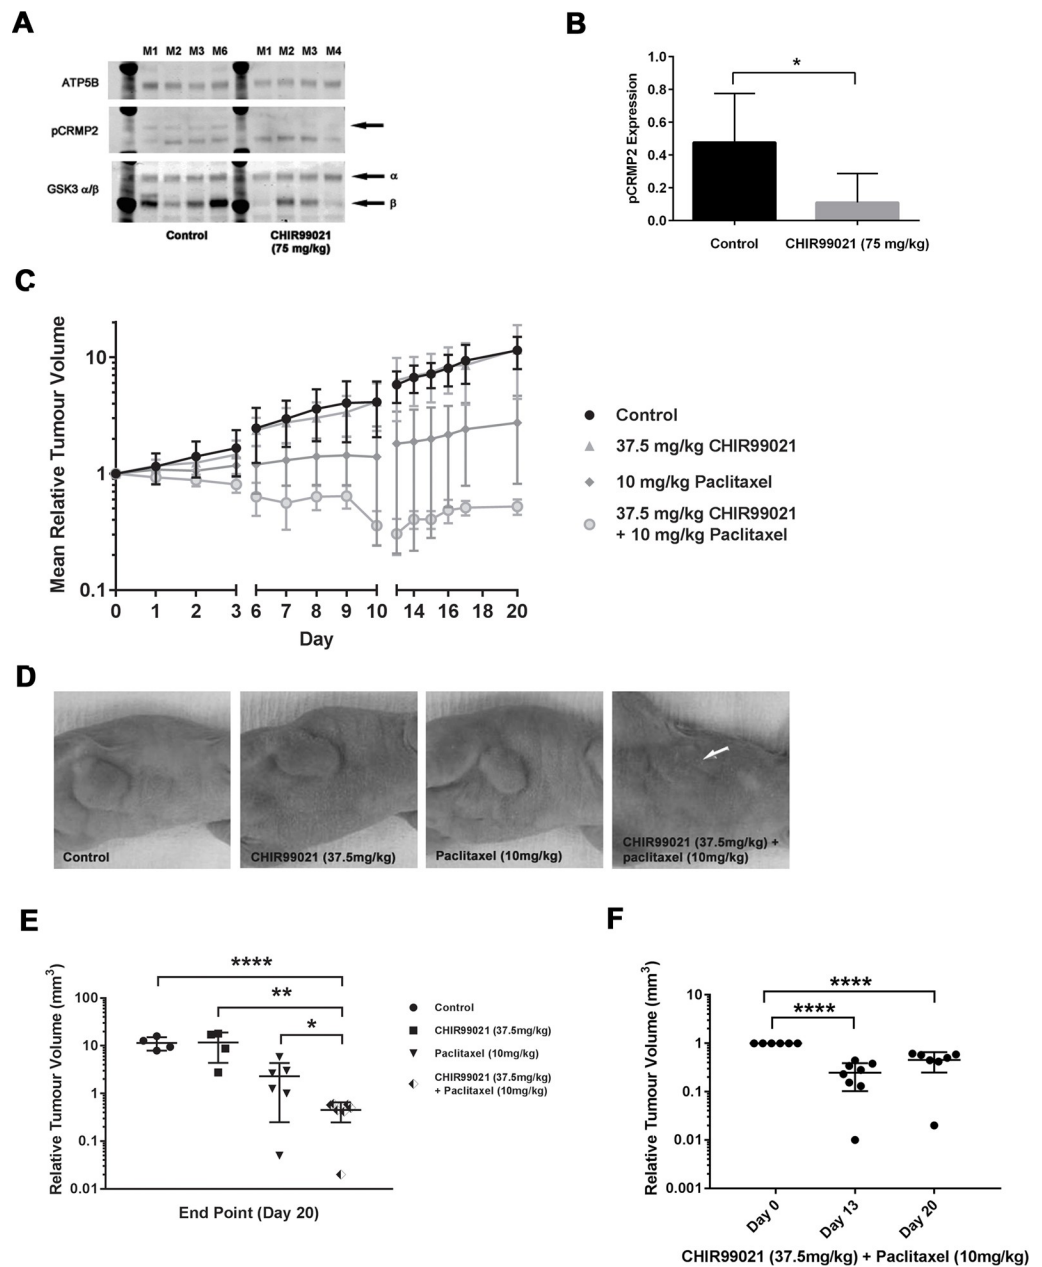 A
M1 M2 M3 M6 M1 M2 M3 M4
ATP5B
pCRMP2
GSK3 α/β
α
β
Control
CHIR99021
(75 mg/kg)
B
pCRMP2 Expression
1.0
0.8
0.6
0.4
0.2
0.0
*
Control
CHIR99021 (75 mg/kg)
C
Mean Relative Tumour Volume
10
1
0.1
0 1 2 3 6 7 8 9 10 14 16 18 20
Day
Control
37.5 mg/kg CHIR99021
10 mg/kg Paclitaxel
37.5 mg/kg CHIR99021
+ 10 mg/kg Paclitaxel
D
Control
CHIR99021 (37.5mg/kg)
Paclitaxel (10mg/kg)
CHIR99021 (37.5mg/kg) +
paclitaxel (10mg/kg)
E
Relative Tumour Volume (mm³)
100
10
1
0.1
0.01
****
**
*
End Point (Day 20)
Control
CHIR99021 (37.5mg/kg)
Paclitaxel (10mg/kg)
CHIR99021 (37.5mg/kg)
+ Paclitaxel (10mg/kg)
F
Relative Tumour Volume (mm³)
10
1
0.1
0.01
0.001
****
****
Day 0
Day 13
Day 20
CHIR99021 (37.5mg/kg) + Paclitaxel (10mg/kg)